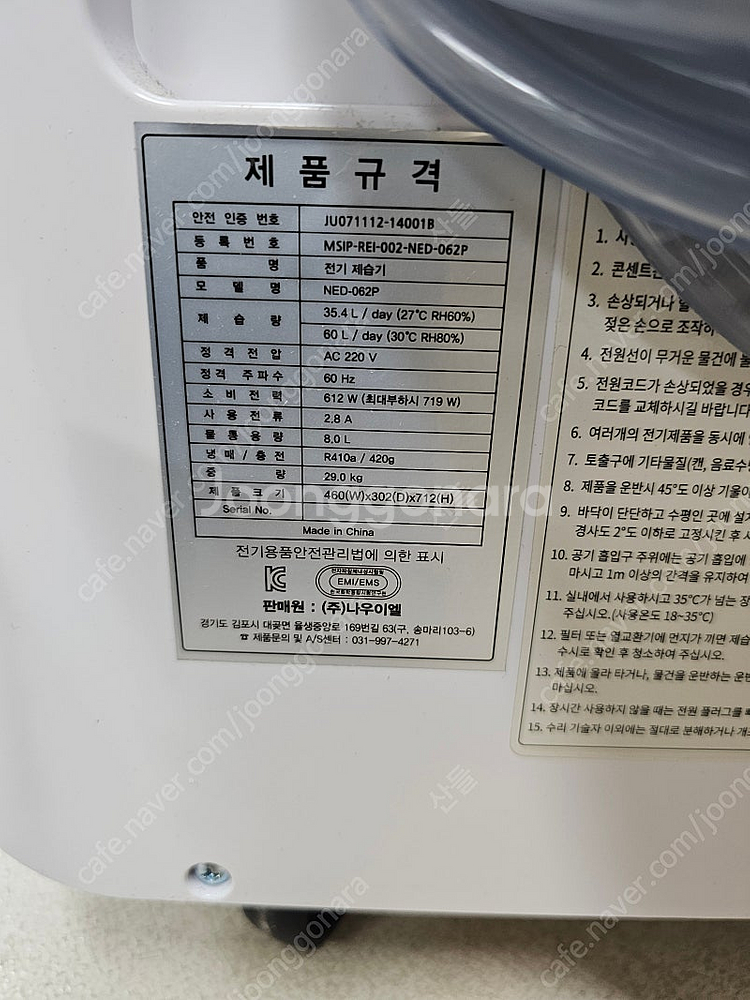 제 품 규 격
안전 인증 번호 JU071112-14001B
등 록 번 호 MSIP-REI-002-NED-062P
품 명 전기 제습기
모 델 명 NED-062P
제 습 량 35.4 L / day (27℃ RH60%)
60 L / day (30℃ RH80%)
정 격 전 압 AC 220 V
정격 주파수 60 Hz
소 비 전 력 612 W (최대부하시 719 W)
사 용 전 류 2.8 A
물 통 용 량 8.0 L
냉 매 / 충 전 R410a / 420g
중 량 29.0 kg
제 품 크 기 460(W)x302(D)x712(H)
Serial No.
Made in China
전기용품안전관리법에 의한 표시
EMI/EMS
판매원 : (주)나우이엘
경기도 김포시 대곶면 율생중앙로 169번길 63(구, 송마리103-6)
☎ 제품문의 및 A/S센터 : 031-997-4271
1. 시
2. 콘센트
3. 손상되거나
젖은 손으로 조작하
4. 전원선이 무거운 물건에
5. 전원코드가 손상되었을 경우
코드를 교체하시길 바랍니다
6. 여러개의 전기제품을 동시에
7. 토출구에 기타물질(캔, 음료수
8. 제품을 운반시 45°도 이상 기울
9. 바닥이 단단하고 수평인 곳에 설치
경사도 2°도 이하로 고정시킨 후
10. 공기 흡입구 주위에는 공기 흡입에
마시고 1m 이상의 간격을 유지하여
11. 실내에서 사용하시고 35℃가 넘는
주십시오.(사용온도 18~35℃)
12. 필터 또는 열교환기에 먼지가 끼면 제습
수시로 확인 후 청소하여 주십시오.
13. 제품에 올라 타거나, 물건을 운반하는 운반
마십시오.
14. 장시간 사용하지 않을 때는 전원 플러그를
15. 수리 기술자 이외에는 절대로 분해하거나 개
Joonggonara
cafe.naver.com/joonggonara
산들